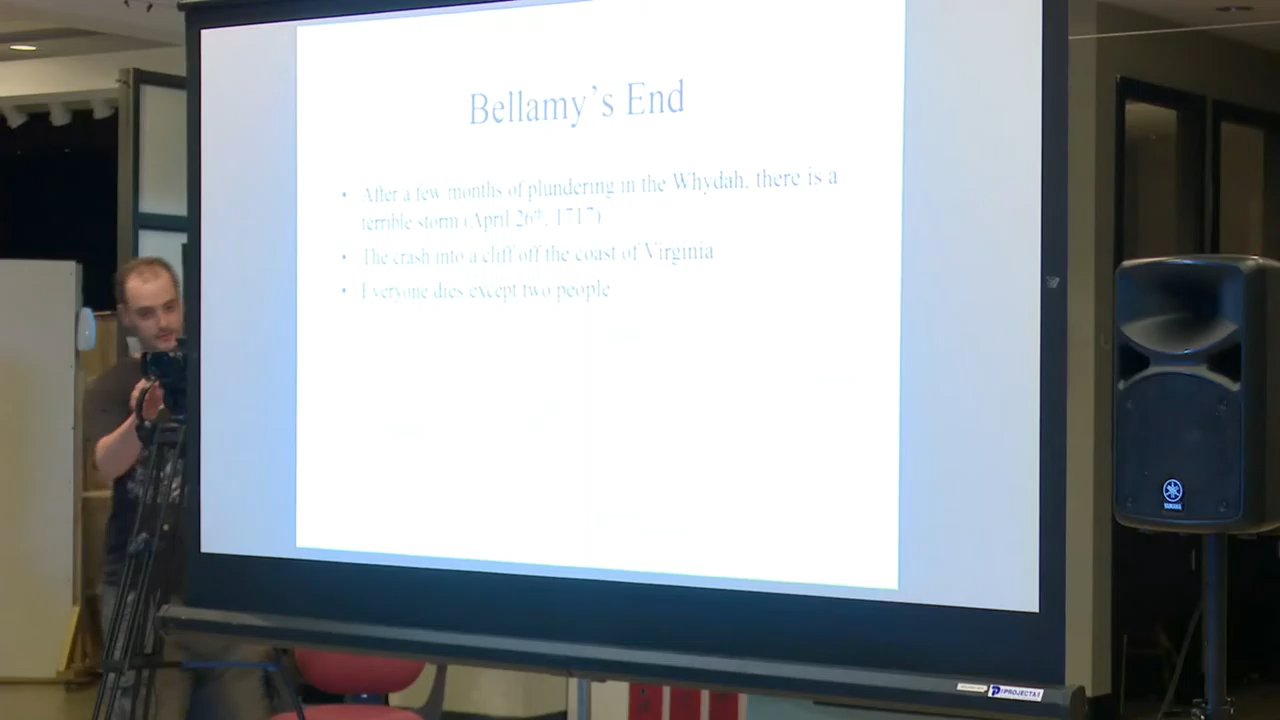 Bellamy's End
• After a few months of plundering in the Whydah, there is a
terrible storm (April 26th, 1717)
• The crash into a cliff off the coast of Virginia
• Everyone dies except two people
YAMAHA